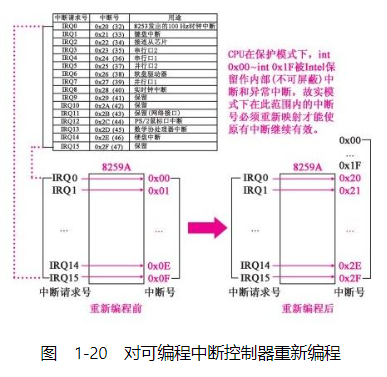 中断请求号 中断号 用途
IRQ0 0x20 (32) 8253发出的100 Hz时钟中断
IRQ1 0x21 (33) 键盘中断
IRQ2 0x22 (34) 接连从芯片
IRQ3 0x23 (35) 串行口2
IRQ4 0x24 (36) 串行口1
IRQ5 0x25 (37) 并行口2
IRQ6 0x26 (38) 软盘驱动器
IRQ7 0x27 (39) 并行口1
IRQ8 0x28 (40) 实时钟中断
IRQ9 0x29 (41) 保留
IRQ10 0x2A (42) 保留
IRQ11 0x2B (43) 保留(网络接口)
IRQ12 0x2C (44) PS/2鼠标口中断
IRQ13 0x2D (45) 数学协处理器中断
IRQ14 0x2E (46) 硬盘中断
IRQ15 0x2F (47) 保留
CPU在保护模式下，int
0x00~int 0x1F被Intel保
留作内部(不可屏蔽)中
断和异常中断，故实模
式下在此范围内的中断
号必须重新映射才能使
原有中断继续有效。
8259A
IRQ0 0x00
IRQ1 0x01
... ...
IRQ14 0x0E
IRQ15 0x0F
中断请求号 中断号
重新编程前
0x00
...
0x1F
8259A
IRQ0 0x20
IRQ1 0x21
... ...
IRQ14 0x2E
IRQ15 0x2F
中断请求号 中断号
重新编程后
图 1-20 对可编程中断控制器重新编程